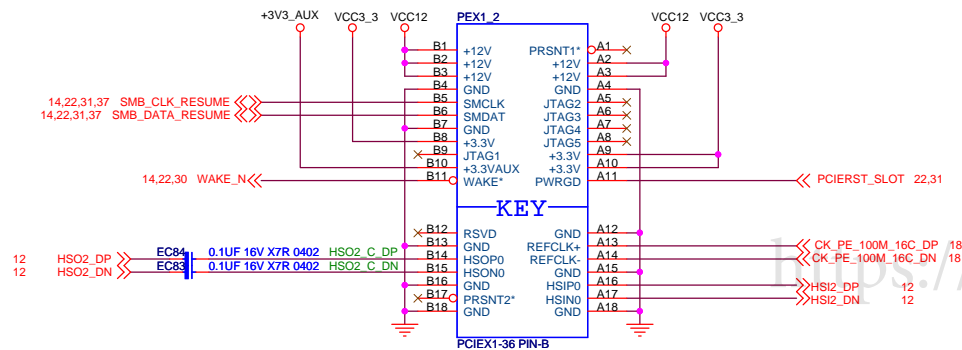 +3V3_AUX VCC3_3 VCC12 PEX1_2 VCC12 VCC3_3
B1 +12V PRSNT1* A1
B2 +12V +12V A2
B3 +12V +12V A3
B4 GND GND A4
14,22,31,37 SMB_CLK_RESUME B5 SMCLK JTAG2 A5
14,22,31,37 SMB_DATA_RESUME B6 SMDAT JTAG3 A6
B7 GND JTAG4 A7
B8 +3.3V JTAG5 A8
B9 JTAG1 +3.3V A9
B10 +3.3VAUX +3.3V A10
14,22,30 WAKE_N B11 WAKE* PWRGD A11 PCIERST_SLOT 22,31
KEY
B12 RSVD GND A12
B13 GND REFCLK+ A13 CK_PE_100M_16C_DP 18
12 HSO2_DP EC84 0.1UF 16V X7R 0402 HSO2_C_DP B14 HSOP0 REFCLK- A14 CK_PE_100M_16C_DN 18
12 HSO2_DN EC83 0.1UF 16V X7R 0402 HSO2_C_DN B15 HSON0 GND A15
B16 GND HSIP0 A16 HSI2_DP 12
B17 PRSNT2* HSIN0 A17 HSI2_DN 12
B18 GND GND A18
PCIEX1-36 PIN-B
https://